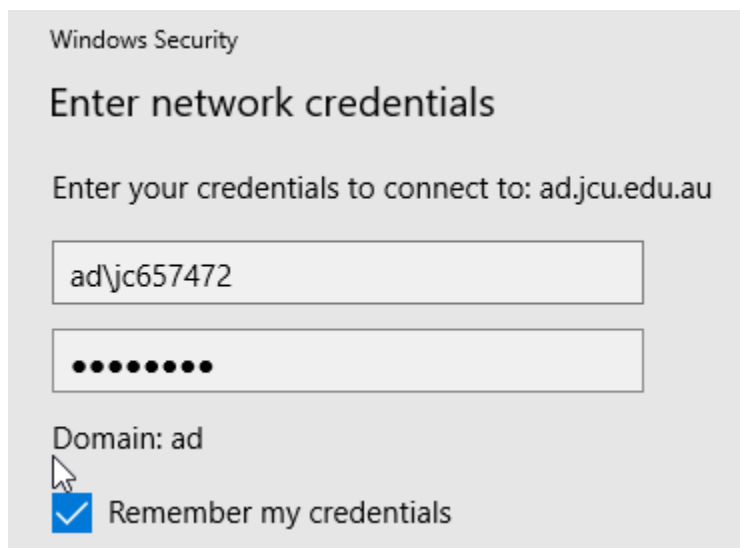 Windows Security
Enter network credentials
Enter your credentials to connect to: ad.jcu.edu.au
ad\jc657472
●●●●●●●●
Domain: ad
Remember my credentials